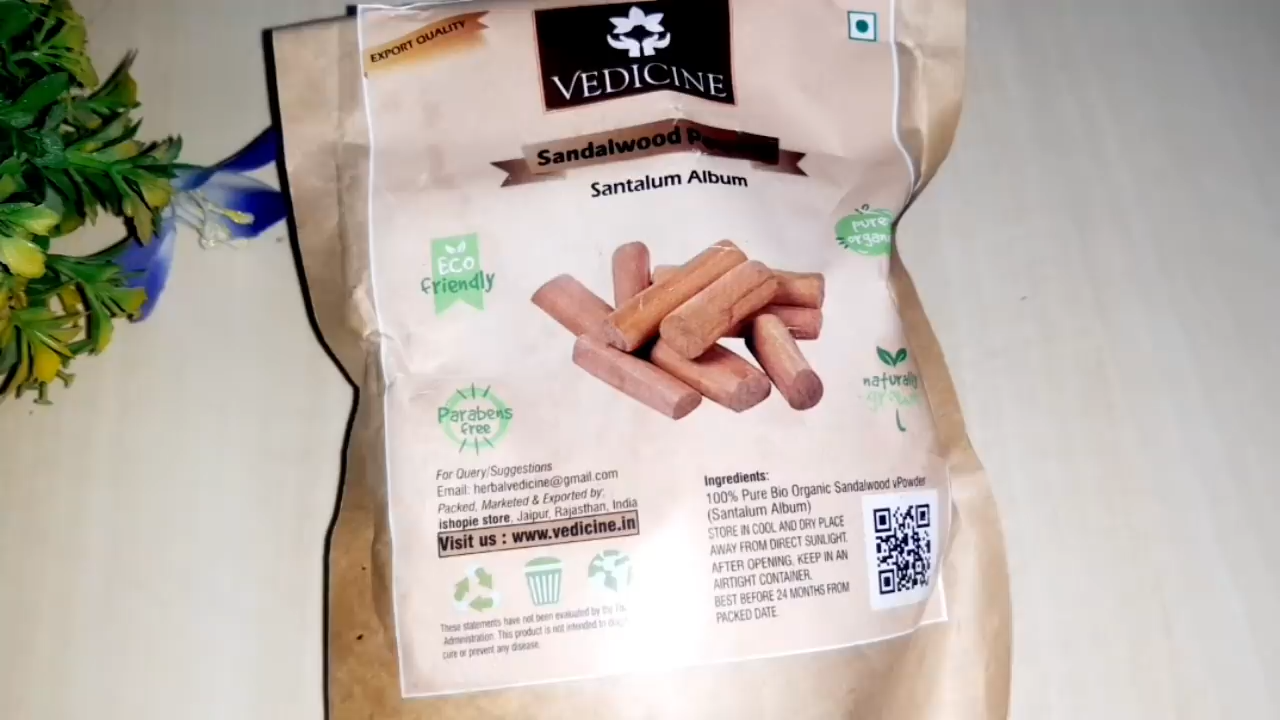 EXPORT QUALITY
VEDICINE
Sandalwood
Santalum Album
ECO
friendly
pure
organ
naturally
Parabens
free
For Query/Suggestions
Email: herbalvedicine@gmail.com
Packed, Marketed & Exported by;
ishopie store, Jaipur, Rajasthan, India
Visit us : www.vedicine.in
These statements have not been evaluated by the
Administration. This product is not intended to
cure or prevent any disease.
Ingredients:
100% Pure Bio Organic Sandalwood vPowder
(Santalum Album)
STORE IN COOL AND DRY PLACE
AWAY FROM DIRECT SUNLIGHT.
AFTER OPENING, KEEP IN AN
AIRTIGHT CONTAINER.
BEST BEFORE 24 MONTHS FROM
PACKED DATE.